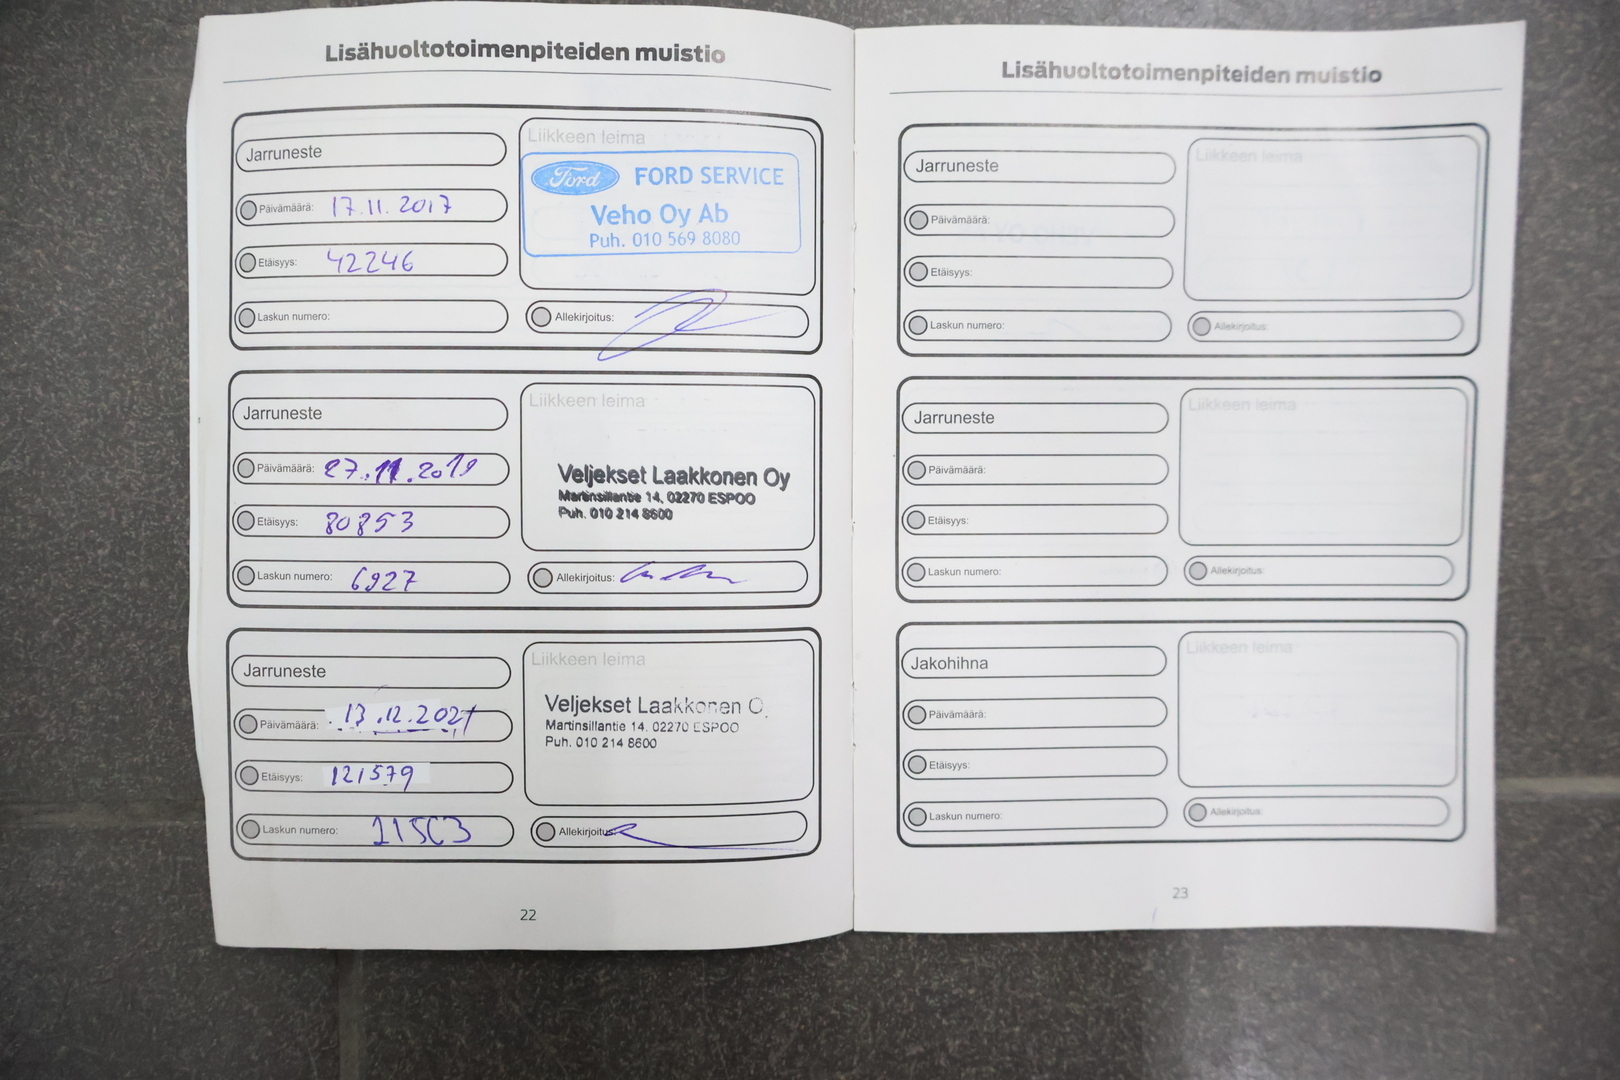 Lisähuoltotoimenpiteiden muistio
Jarruneste
Päivämäärä: 17.11.2017
Etäisyys: 42246
Laskun numero:
Liikkeen leima
Ford FORD SERVICE
Veho Oy Ab
Puh. 010 569 8080
Allekirjoitus:
Jarruneste
Päivämäärä: 27.11.2019
Etäisyys: 80853
Laskun numero: 6927
Liikkeen leima
Veljekset Laakkonen Oy
Martinsillantie 14, 02270 ESPOO
Puh. 010 214 8600
Allekirjoitus:
Jarruneste
Päivämäärä: 13.12.2021
Etäisyys: 121579
Laskun numero:
Liikkeen leima
Veljekset Laakkonen O
Martinsillantie 14. 02270 ESPOO
Puh. 010 214 8600
Allekirjoitus
22
Lisähuoltotoimenpiteiden muistio
Jarruneste
Päivämäärä:
Etäisyys:
Laskun numero:
Liikkeen leima
Allekirjoitus:
Jarruneste
Päivämäärä:
Etäisyys:
Laskun numero:
Liikkeen leima
Allekirjoitus:
Jakohihna
Päivämäärä:
Etäisyys:
Laskun numero:
Liikkeen leima
Allekirjoitus:
23